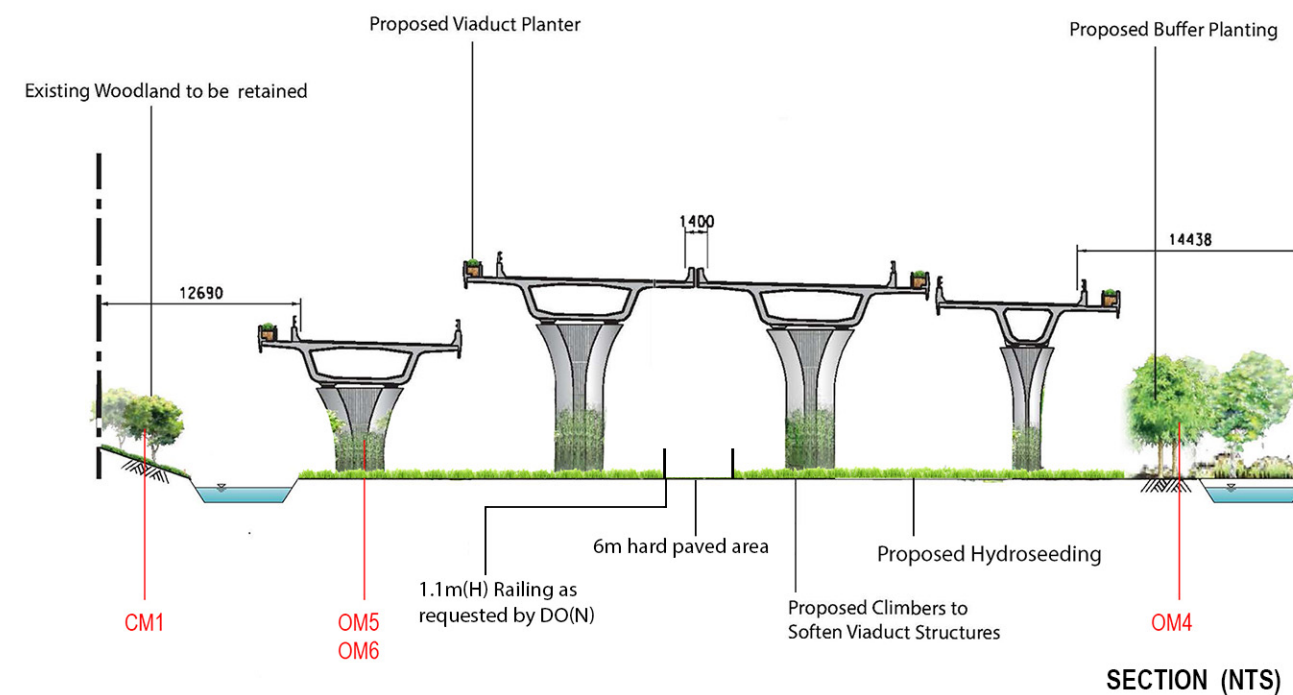 Proposed Viaduct Planter
Proposed Buffer Planting
Existing Woodland to be retained
1400
14438
12690
6m hard paved area
Proposed Hydroseeding
1.1m(H) Railing as
requested by DO(N)
Proposed Climbers to
Soften Viaduct Structures
CM1
OM5
OM6
OM4
SECTION (NTS)